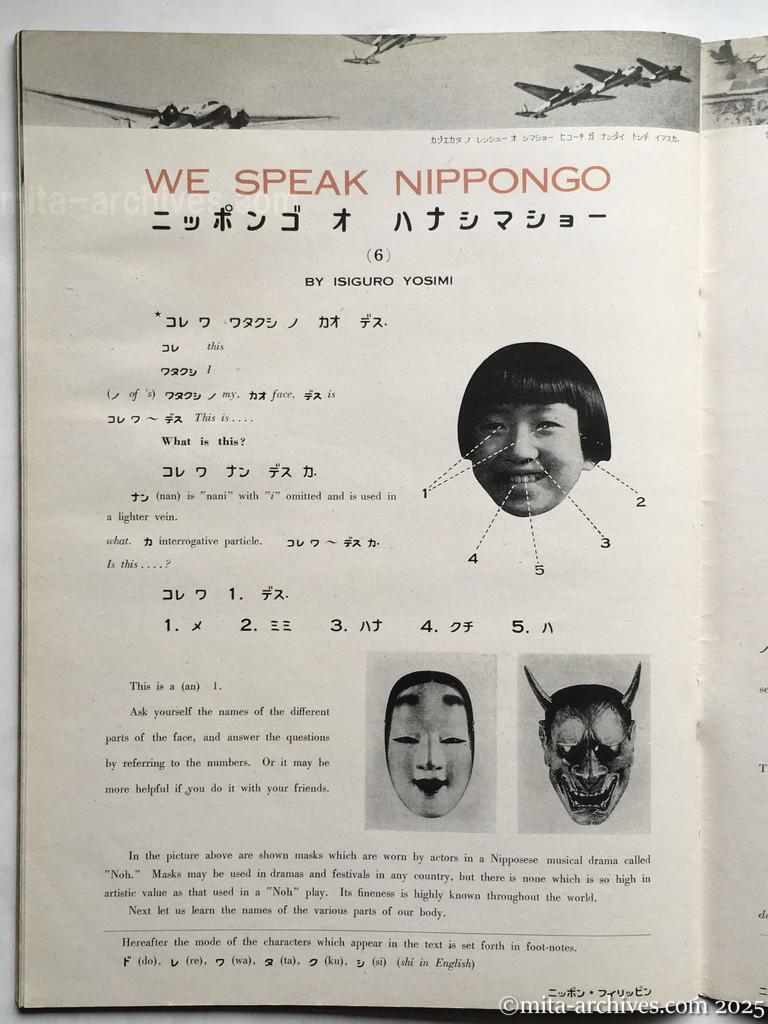 カゾエカタ ノ レンシュー オ シマショー ヒコーキ ガ ナンダイ トンデ イマスカ.
WE SPEAK NIPPONGO
mita-archives.com
ニッポンゴ オ ハナシマショー
(6)
BY ISIGURO YOSIMI
*コレ ワ ワタクシ ノ カオ デス.
コレ this
ワタクシ I
(ノ of 's) ワタクシ ノ my, カオ face, デス is
コレ ワ 〜 デス This is....
What is this?
コレ ワ ナン デス カ.
ナン (nan) is "nani" with "i" omitted and is used in
a lighter vein.
what. カ interrogative particle. コレ ワ 〜 デス カ.
Is this....?
1
2
3
4
5
コレ ワ 1. デス.
1. メ 2. ミミ 3. ハナ 4. クチ 5. ハ
This is a (an) 1.
Ask yourself the names of the different
parts of the face, and answer the questions
by referring to the numbers. Or it may be
more helpful if you do it with your friends.
In the picture above are shown masks which are worn by actors in a Nipposese musical drama called
"Noh." Masks may be used in dramas and festivals in any country, but there is none which is so high in
artistic value as that used in a "Noh" play. Its fineness is highly known throughout the world.
Next let us learn the names of the various parts of our body.
Hereafter the mode of the characters which appear in the text is set forth in foot-notes.
ド (do), レ (re), ワ (wa), タ (ta), ク (ku), シ (si) (shi in English)
ニッポン・フィリッピン
©mita-archives.com 2025